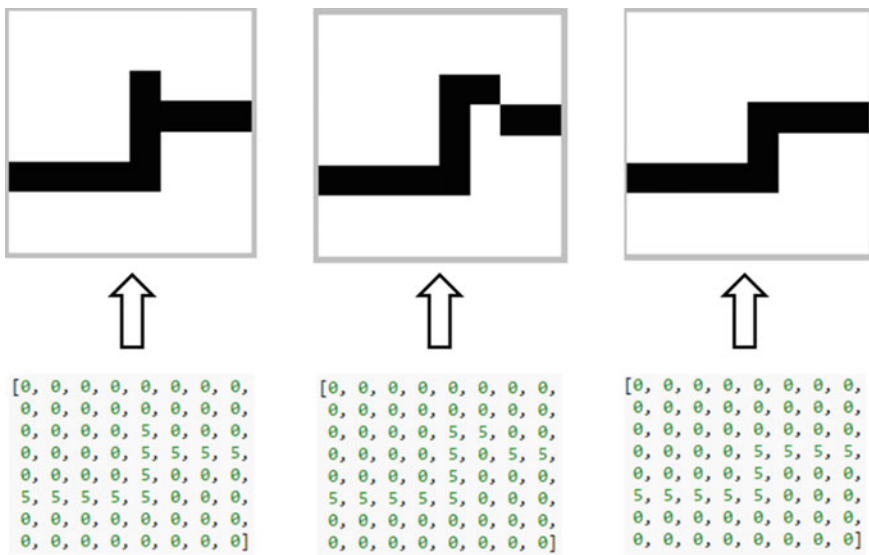 [0, 0, 0, 0, 0, 0, 0, 0,
0, 0, 0, 0, 0, 0, 0, 0,
0, 0, 0, 0, 5, 0, 0, 0,
0, 0, 0, 0, 5, 5, 5, 5,
0, 0, 0, 0, 5, 0, 0, 0,
5, 5, 5, 5, 5, 0, 0, 0,
0, 0, 0, 0, 0, 0, 0, 0,
0, 0, 0, 0, 0, 0, 0, 0]
[0, 0, 0, 0, 0, 0, 0, 0,
0, 0, 0, 0, 0, 0, 0, 0,
0, 0, 0, 0, 5, 5, 0, 0,
0, 0, 0, 0, 5, 0, 5, 5,
0, 0, 0, 0, 5, 0, 0, 0,
5, 5, 5, 5, 5, 0, 0, 0,
0, 0, 0, 0, 0, 0, 0, 0,
0, 0, 0, 0, 0, 0, 0, 0]
[0, 0, 0, 0, 0, 0, 0, 0,
0, 0, 0, 0, 0, 0, 0, 0,
0, 0, 0, 0, 0, 0, 0, 0,
0, 0, 0, 0, 5, 5, 5, 5,
0, 0, 0, 0, 5, 0, 0, 0,
5, 5, 5, 5, 5, 0, 0, 0,
0, 0, 0, 0, 0, 0, 0, 0,
0, 0, 0, 0, 0, 0, 0, 0]